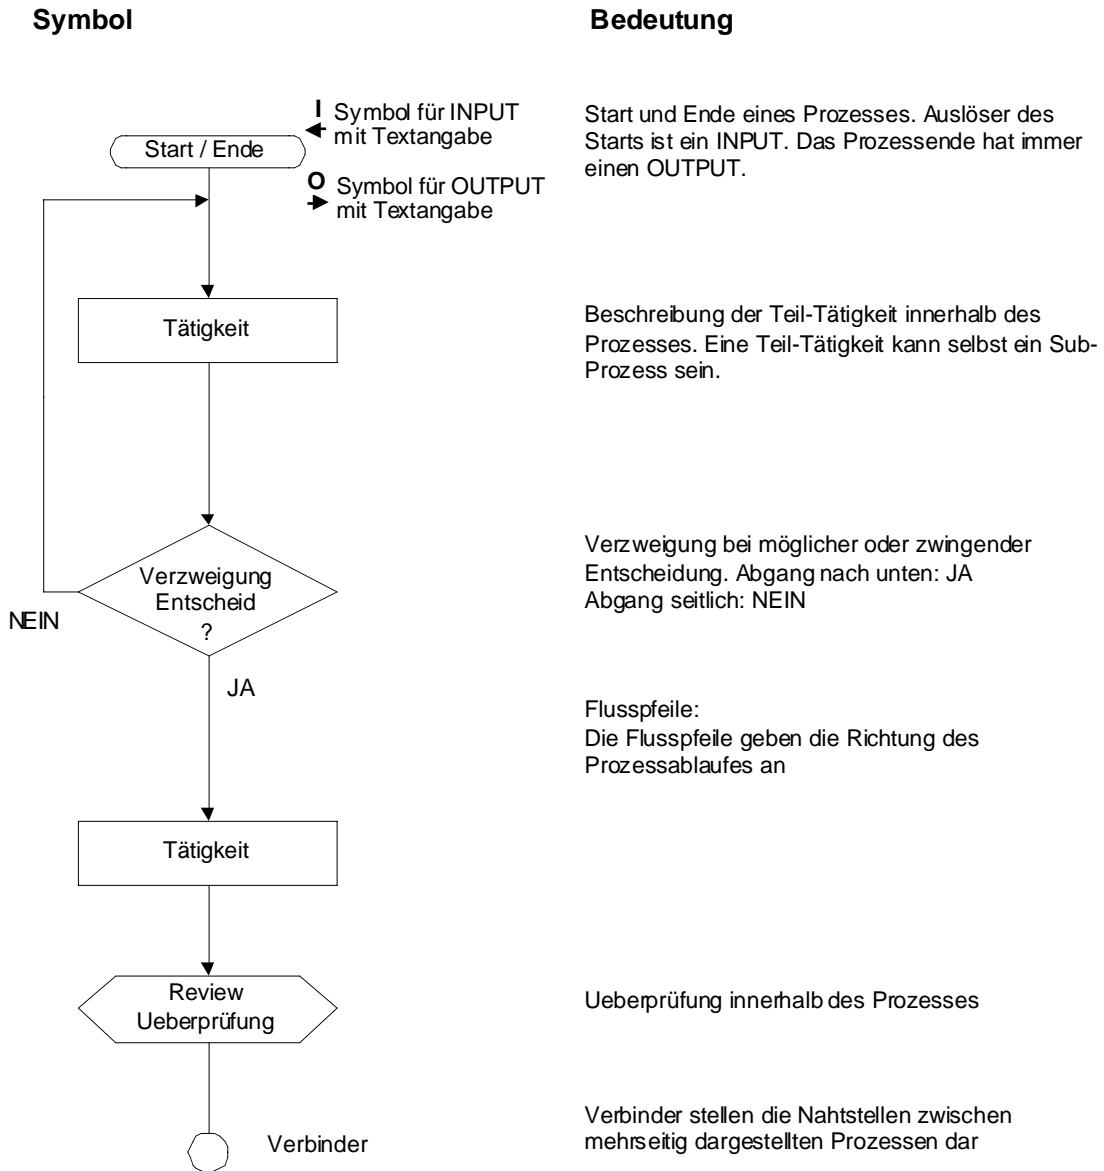 Symbol
Bedeutung
I Symbol für INPUT
mit Textangabe
Start / Ende
O Symbol für OUTPUT
mit Textangabe
Start und Ende eines Prozesses. Auslöser des
Starts ist ein INPUT. Das Prozessende hat immer
einen OUTPUT.
Tätigkeit
Beschreibung der Teil-Tätigkeit innerhalb des
Prozesses. Eine Teil-Tätigkeit kann selbst ein Sub-
Prozess sein.
Verzweigung
Entscheid
?
NEIN
JA
Verzweigung bei möglicher oder zwingender
Entscheidung. Abgang nach unten: JA
Abgang seitlich: NEIN
Flusspfeile:
Die Flusspfeile geben die Richtung des
Prozessablaufes an
Tätigkeit
Review
Ueberprüfung
Ueberprüfung innerhalb des Prozesses
Verbinder
Verbinder stellen die Nahtstellen zwischen
mehrseitig dargestellten Prozessen dar